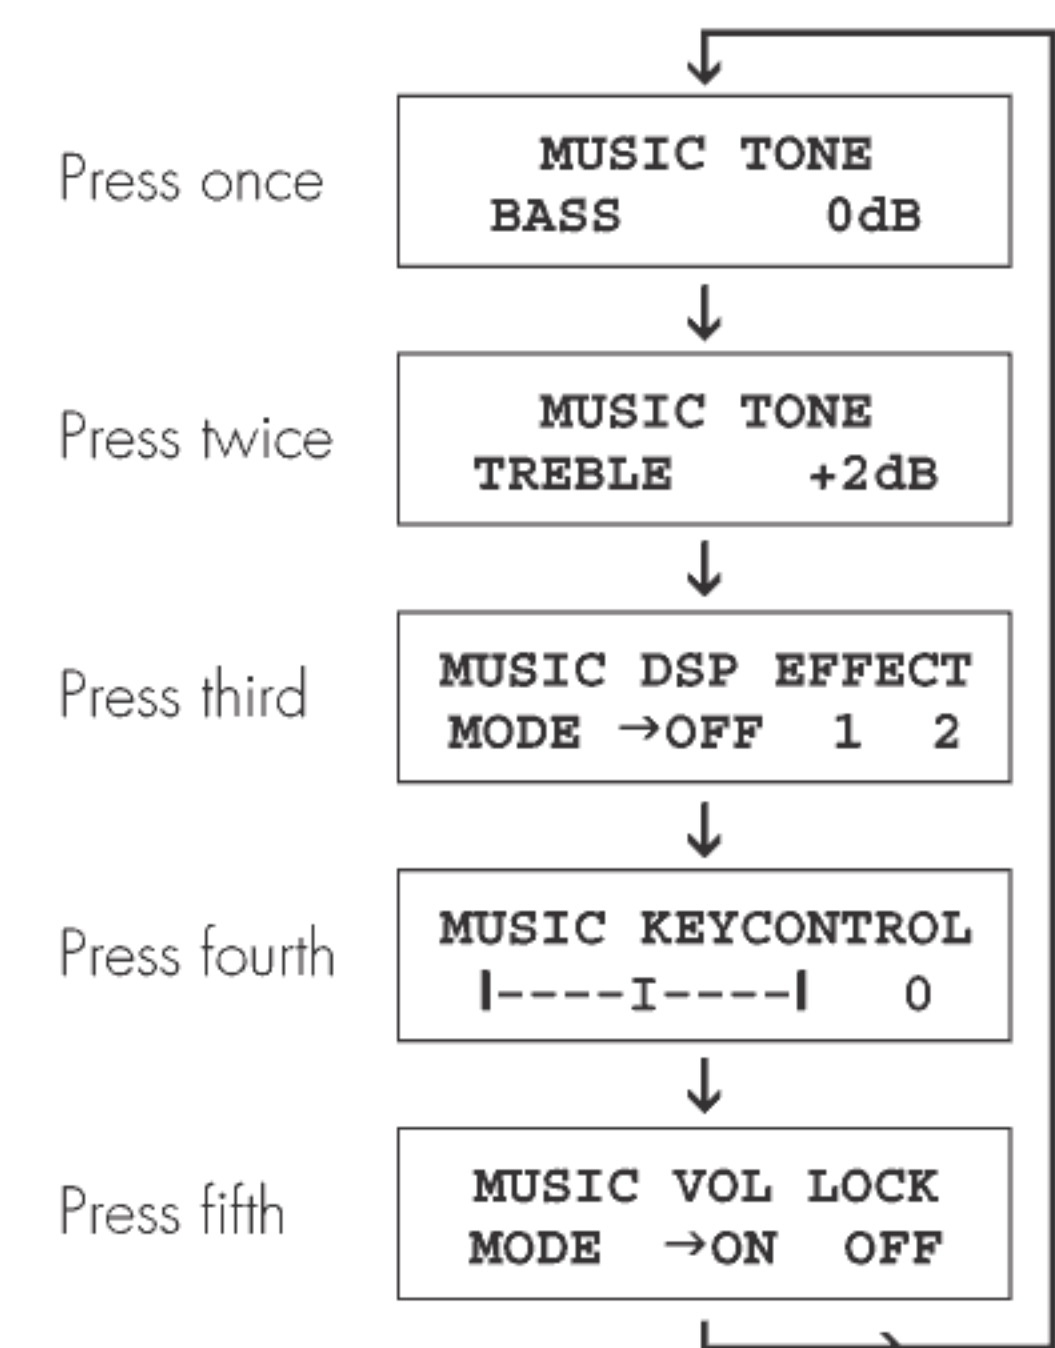 Press once
MUSIC TONE
BASS 0dB
Press twice
MUSIC TONE
TREBLE +2dB
Press third
MUSIC DSP EFFECT
MODE →OFF 1 2
Press fourth
MUSIC KEYCONTROL
|----I----| 0
Press fifth
MUSIC VOL LOCK
MODE →ON OFF